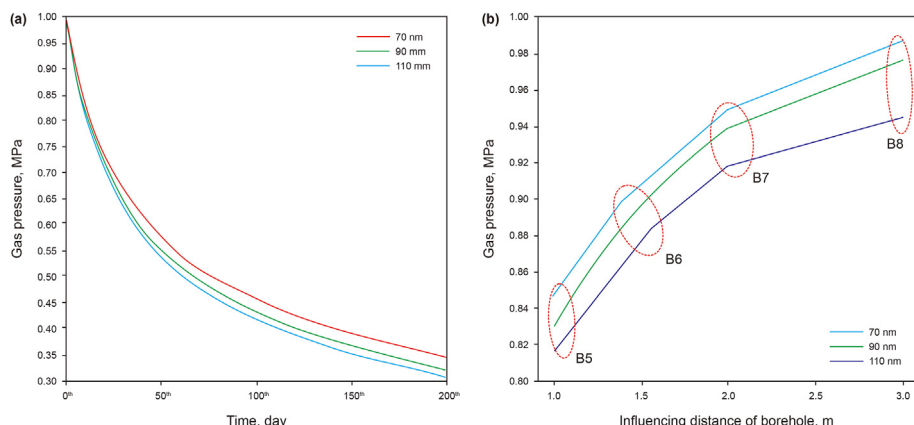 (a)
1.00
0.95
0.90
0.85
0.80
0.75
0.70
0.65
0.60
0.55
0.50
0.45
0.40
0.35
0.30
Gas pressure, MPa
70 nm
90 mm
110 mm
0th
50th
100th
150th
200th
Time, day
(b)
1.00
0.98
0.96
0.94
0.92
0.90
0.88
0.86
0.84
0.82
0.80
Gas pressure, MPa
B8
B7
B6
B5
70 nm
90 nm
110 nm
1.0
1.5
2.0
2.5
3.0
Influencing distance of borehole, m